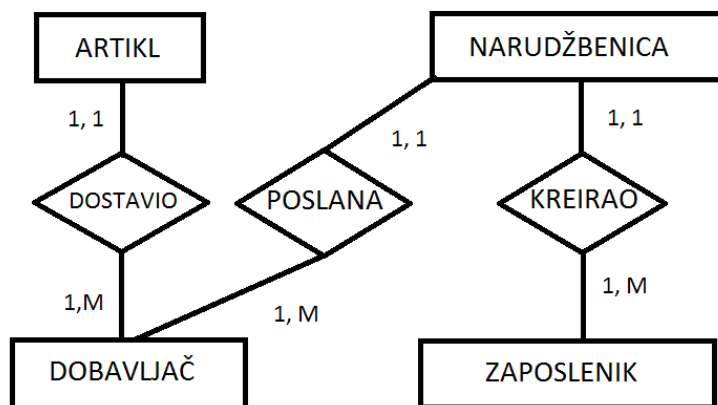 ARTIKL
NARUDŽBENICA
1, 1
1, 1
1, 1
DOSTAVIO
POSLANA
KREIRAO
1,M
1, M
1, M
DOBAVLJAČ
ZAPOSLENIK